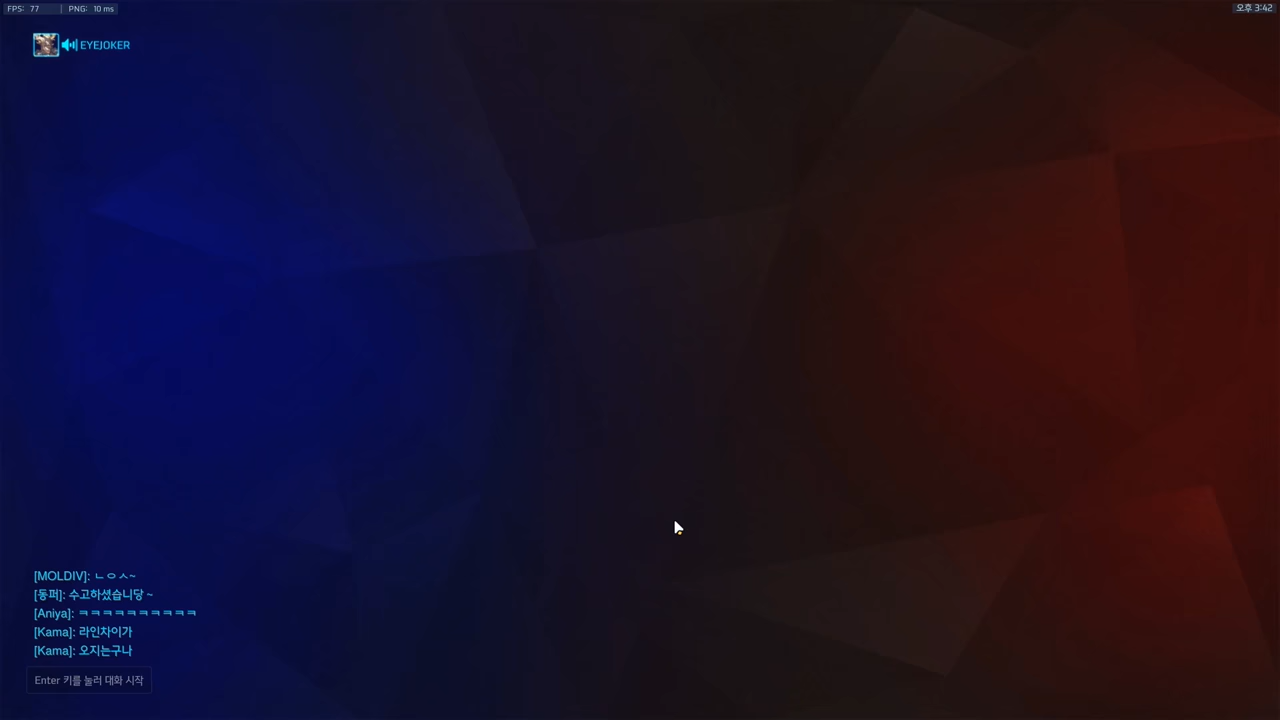 FPS: 77 | PNG: 10 ms
오후 3:42
EYEJOKER
[MOLDIV]: ㄴㅇㅅ~
[동퍼]: 수고하셨습니당 ~
[Aniya]: ㅋㅋㅋㅋㅋㅋㅋㅋㅋㅋ
[Kama]: 라인차이가
[Kama]: 오지는구나
Enter 키를 눌러 대화 시작